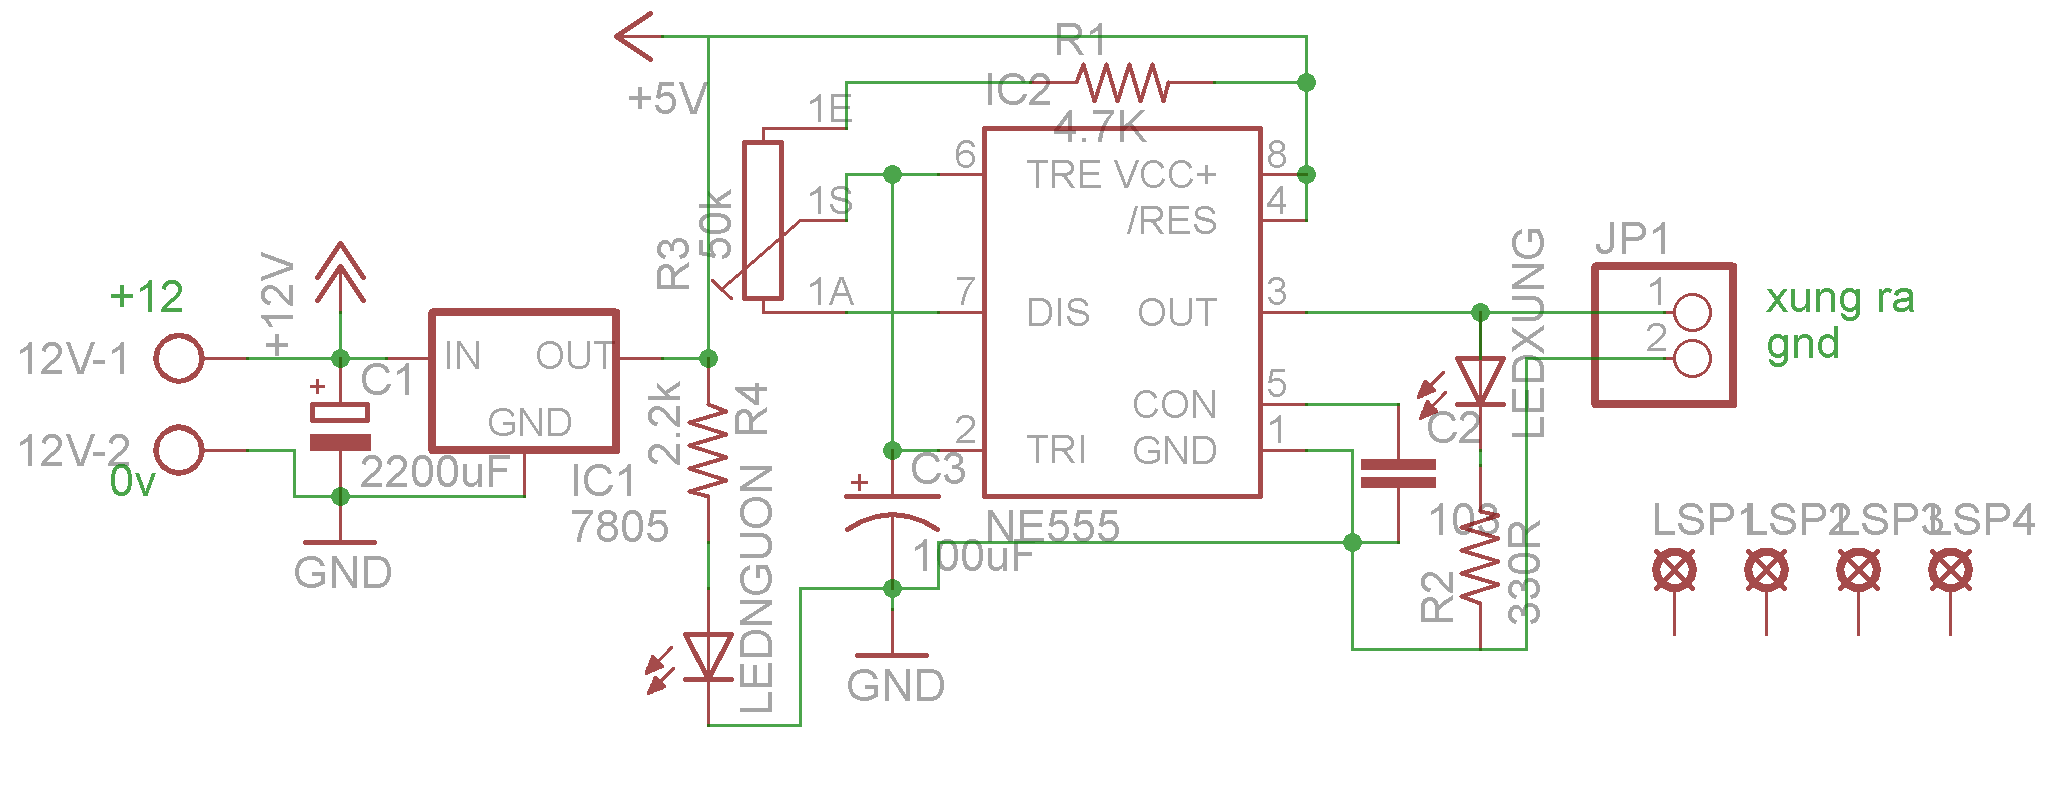 R1
+5V
IC2
1E
4.7K
6
TRE
VCC+
8
1S
/RES
4
50k
R3
1A
7
DIS
OUT
3
LEDXUNG
JP1
1
xung ra
2
gnd
+12
+12V
12V-1
+
C1
IN
OUT
GND
2.2k
R4
5
CON
C2
12V-2
0v
2200uF
IC1
7805
2
TRI
GND
1
+
C3
NE555
100uF
103
330R
R2
LSP1
LSP2
LSP3
LSP4
GND
LEDNGUON
GND